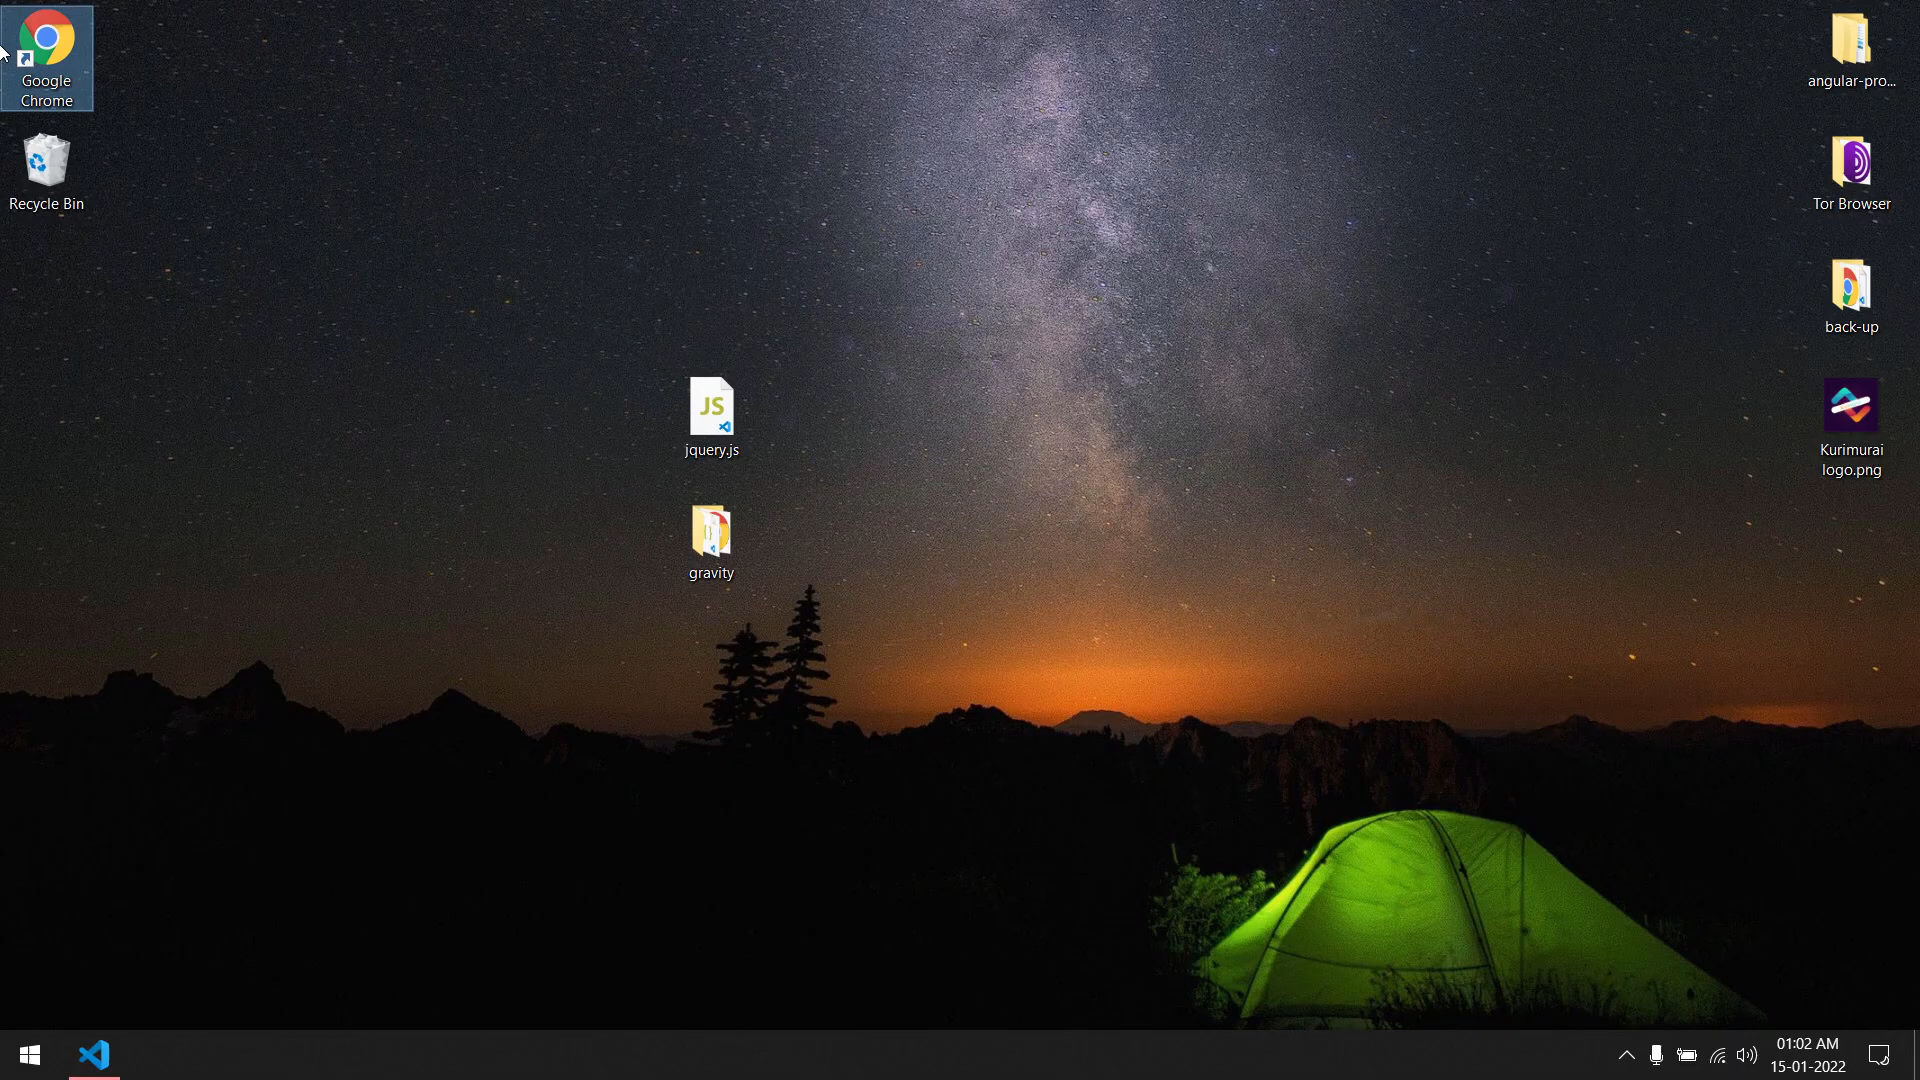 Google
Chrome
Recycle Bin
JS
jquery.js
gravity
angular-pro...
Tor Browser
back-up
Kurimurai
logo.png
01:02 AM
15-01-2022